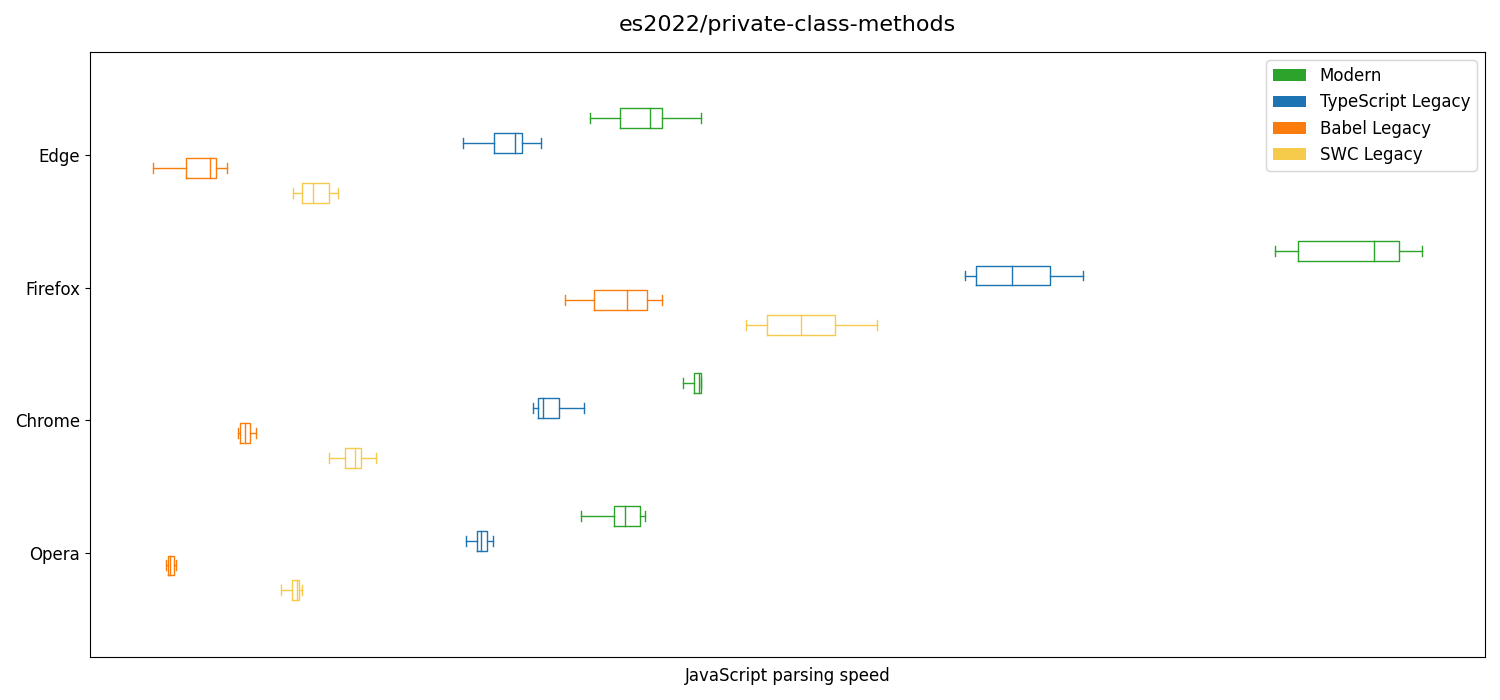 es2022/private-class-methods
Modern
TypeScript Legacy
Babel Legacy
SWC Legacy
Edge
Firefox
Chrome
Opera
JavaScript parsing speed